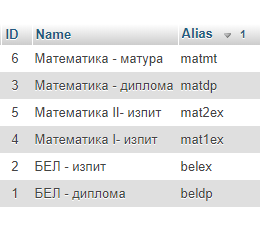 ID Name Alias 1
6 Математика - матура matmt
3 Математика - диплома matdp
5 Математика II- изпит mat2ex
4 Математика I- изпит mat1ex
2 БЕЛ - изпит belex
1 БЕЛ - диплома beldp